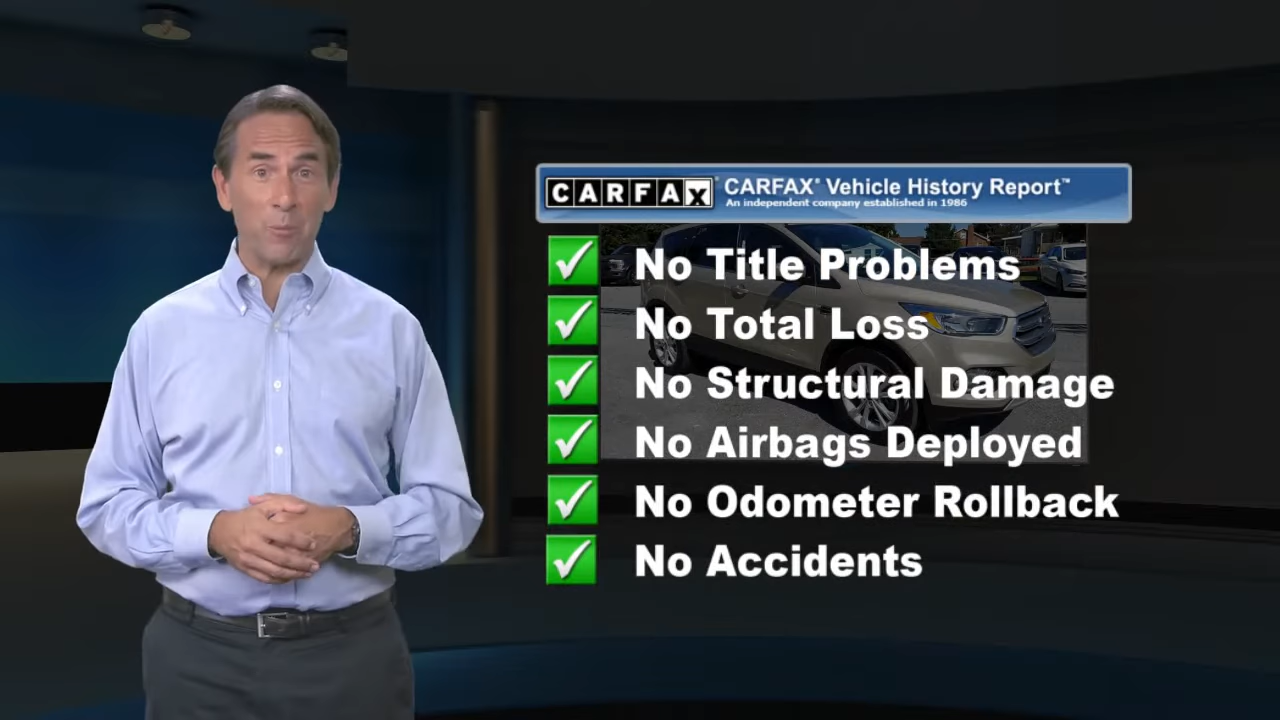 CARFAX® CARFAX® Vehicle History Report™
An independent company established in 1986
No Title Problems
No Total Loss
No Structural Damage
No Airbags Deployed
No Odometer Rollback
No Accidents